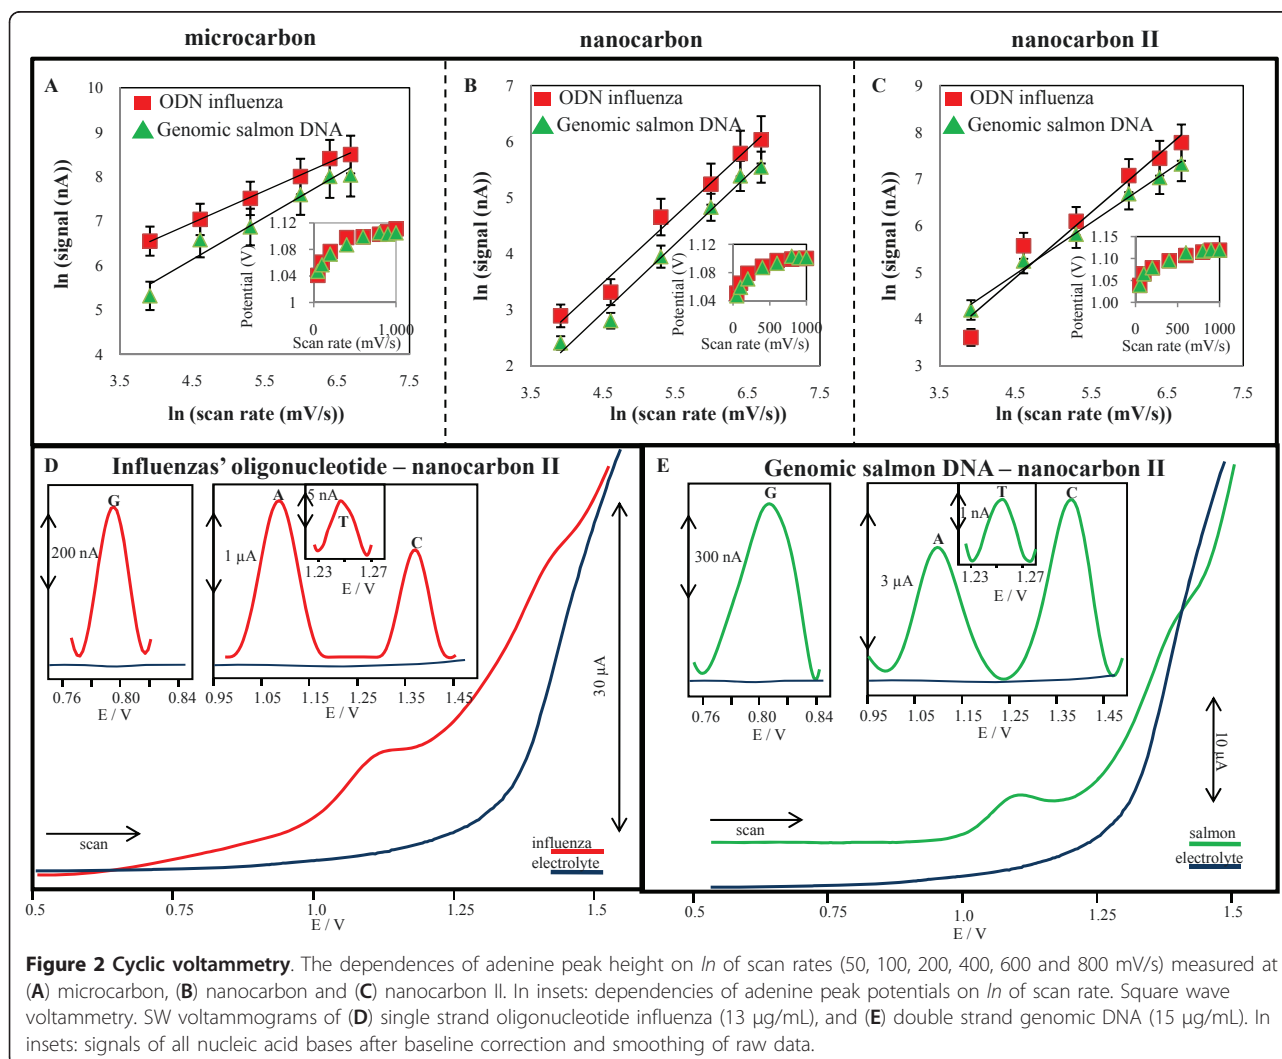 microcarbon
nanocarbon
nanocarbon II
A
ODN influenza
Genomic salmon DNA
ln (signal (nA))
10
9
8
7
6
5
4
3.5
4.5
5.5
6.5
7.5
ln (scan rate (mV/s))
Potential (V)
1.12
1.08
1.04
1
0
1.000
Scan rate (mV/s)
B
ODN influenza
Genomic salmon DNA
ln (signal (nA))
7
6
5
4
3
2
3.5
4.5
5.5
6.5
7.5
ln (scan rate (mV/s))
Potential (V)
1.12
1.08
1.04
0
500
1000
Scan rate (mV/s)
C
ODN influenza
Genomic salmon DNA
ln (signal (nA))
9
8
7
6
5
4
3
3.5
4.5
5.5
6.5
7.5
ln (scan rate (mV/s))
Potential (V)
1.15
1.10
1.05
1.00
0
500
1000
Scan rate (mV/s)
D
Influenzas’ oligonucleotide – nanocarbon II
G
200 nA
0.76
0.80
0.84
E / V
A
1 µA
5 nA
T
1.23
1.27
E / V
C
0.95
1.05
1.15
1.25
1.35
1.45
E / V
30 µA
scan
influenza
electrolyte
0.5
0.75
1.0
1.25
1.5
E / V
E
Genomic salmon DNA – nanocarbon II
G
300 nA
0.76
0.80
0.84
E / V
A
3 µA
1 nA
T
1.23
1.27
E / V
C
0.95
1.05
1.15
1.25
1.35
1.45
E / V
10 µA
scan
salmon
electrolyte
0.5
0.75
1.0
1.25
1.5
E / V
Figure 2 Cyclic voltammetry. The dependences of adenine peak height on ln of scan rates (50, 100, 200, 400, 600 and 800 mV/s) measured at
(A) microcarbon, (B) nanocarbon and (C) nanocarbon II. In insets: dependencies of adenine peak potentials on ln of scan rate. Square wave
voltammetry. SW voltammograms of (D) single strand oligonucleotide influenza (13 µg/mL), and (E) double strand genomic DNA (15 µg/mL). In
insets: signals of all nucleic acid bases after baseline correction and smoothing of raw data.